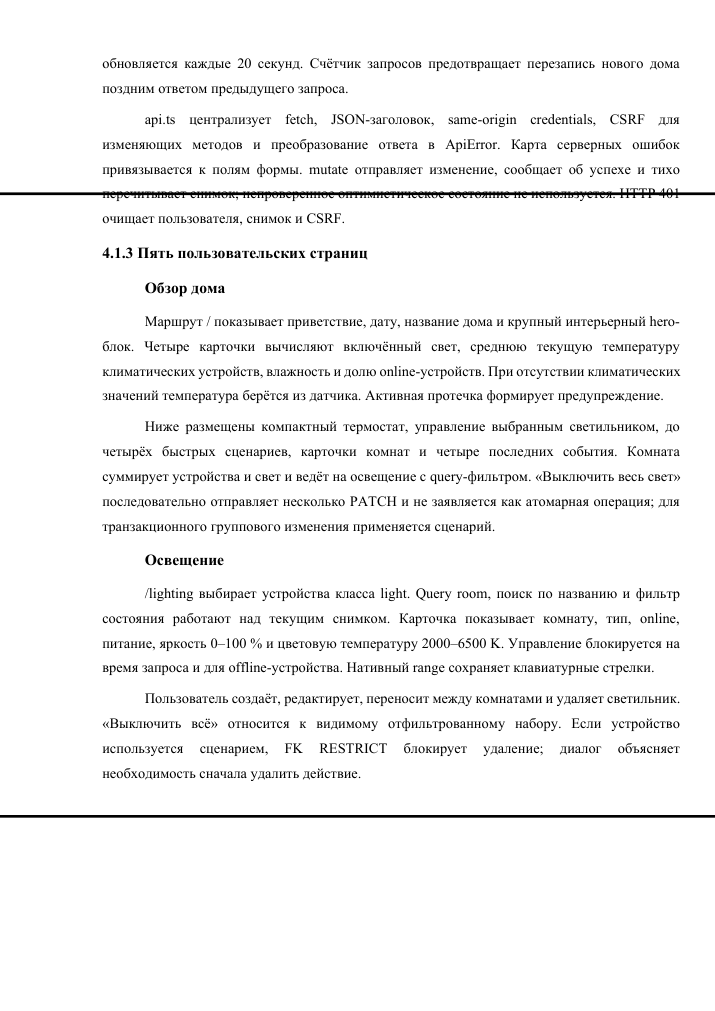 обновляется каждые 20 секунд. Счётчик запросов предотвращает перезапись нового дома
поздним ответом предыдущего запроса.
api.ts централизует fetch, JSON-заголовок, same-origin credentials, CSRF для
изменяющих методов и преобразование ответа в ApiError. Карта серверных ошибок
привязывается к полям формы. mutate отправляет изменение, сообщает об успехе и тихо
перечитывает снимок; непроверенное оптимистическое состояние не используется. HTTP 401
очищает пользователя, снимок и CSRF.
4.1.3 Пять пользовательских страниц
Обзор дома
Маршрут / показывает приветствие, дату, название дома и крупный интерьерный hero-
блок. Четыре карточки вычисляют включённый свет, среднюю текущую температуру
климатических устройств, влажность и долю online-устройств. При отсутствии климатических
значений температура берётся из датчика. Активная протечка формирует предупреждение.
Ниже размещены компактный термостат, управление выбранным светильником, до
четырёх быстрых сценариев, карточки комнат и четыре последних события. Комната
суммирует устройства и свет и ведёт на освещение с query-фильтром. «Выключить весь свет»
последовательно отправляет несколько PATCH и не заявляется как атомарная операция; для
транзакционного группового изменения применяется сценарий.
Освещение
/lighting выбирает устройства класса light. Query room, поиск по названию и фильтр
состояния работают над текущим снимком. Карточка показывает комнату, тип, online,
питание, яркость 0–100 % и цветовую температуру 2000–6500 K. Управление блокируется на
время запроса и для offline-устройства. Нативный range сохраняет клавиатурные стрелки.
Пользователь создаёт, редактирует, переносит между комнатами и удаляет светильник.
«Выключить всё» относится к видимому отфильтрованному набору. Если устройство
используется сценарием, FK RESTRICT блокирует удаление; диалог объясняет
необходимость сначала удалить действие.